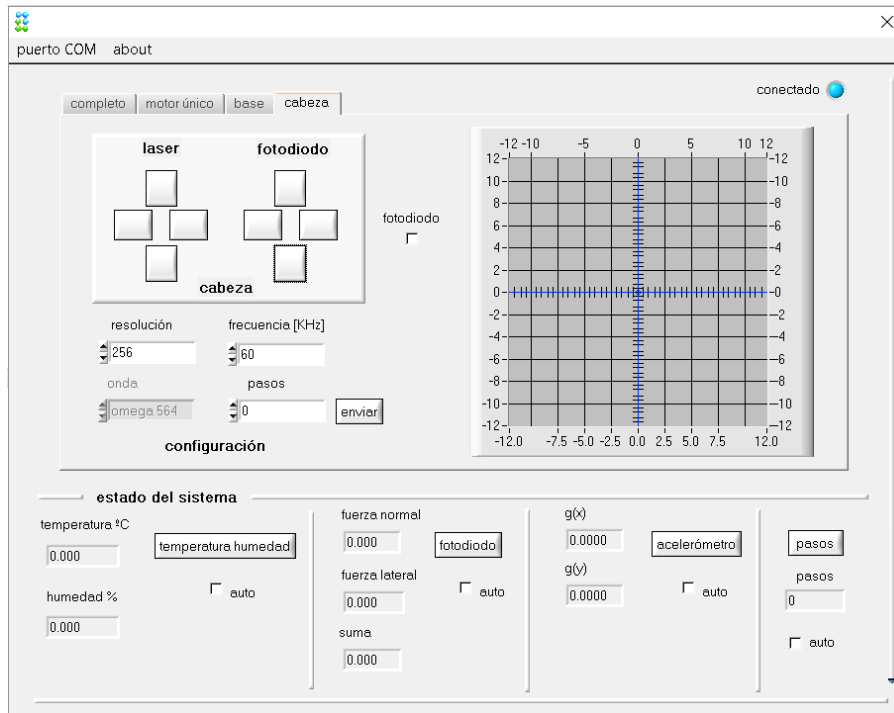 puerto COM about
conectado
completo motor único base cabeza
laser fotodiodo
cabeza
fotodiodo
-12 -10 -5 0 5 10 12
12 -12
10 -10
8 -8
6 -6
4 -4
2 -2
0 -0
-2 -2
-4 -4
-6 -6
-8 -8
-10 -10
-12 -12
-12.0 -7.5 -5.0 -2.5 0.0 2.5 5.0 7.5 12.0
resolución frecuencia [KHz]
256 60
onda pasos
omega 564 0 enviar
configuración
estado del sistema
temperatura ºC
0.000
temperatura humedad
auto
humedad %
0.000
fuerza normal
0.000
fotodiodo
fuerza lateral
auto
0.000
suma
0.000
g(x)
0.0000
acelerómetro
g(y)
auto
0.0000
pasos
pasos
0
auto